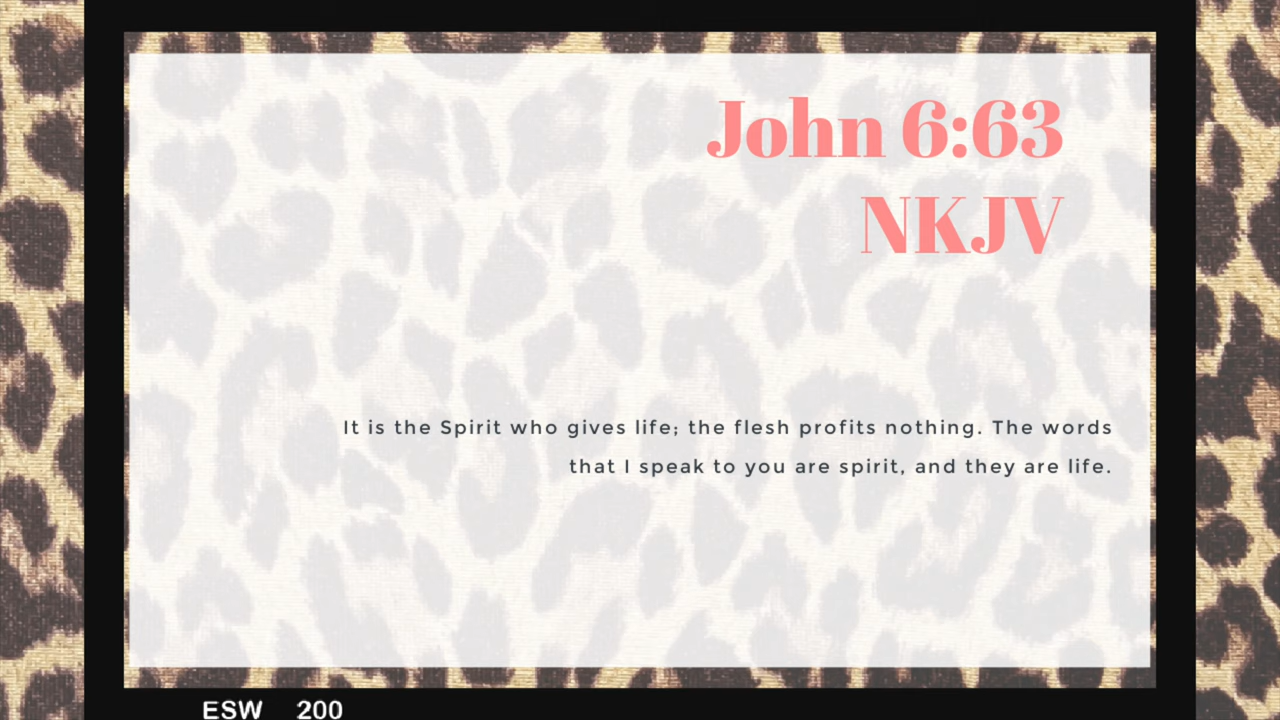 John 6:63
NKJV
It is the Spirit who gives life; the flesh profits nothing. The words
that I speak to you are spirit, and they are life.
ESW 200